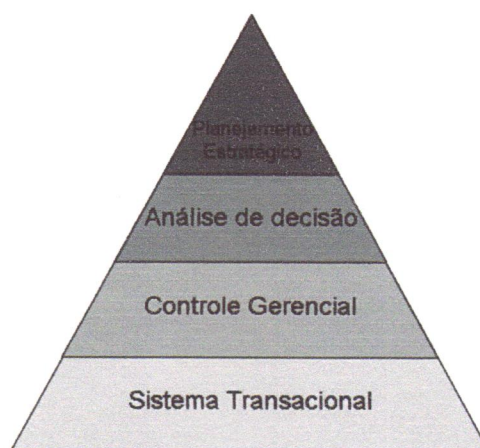 Planejamento
Estratégico
Análise de decisão
Controle Gerencial
Sistema Transacional